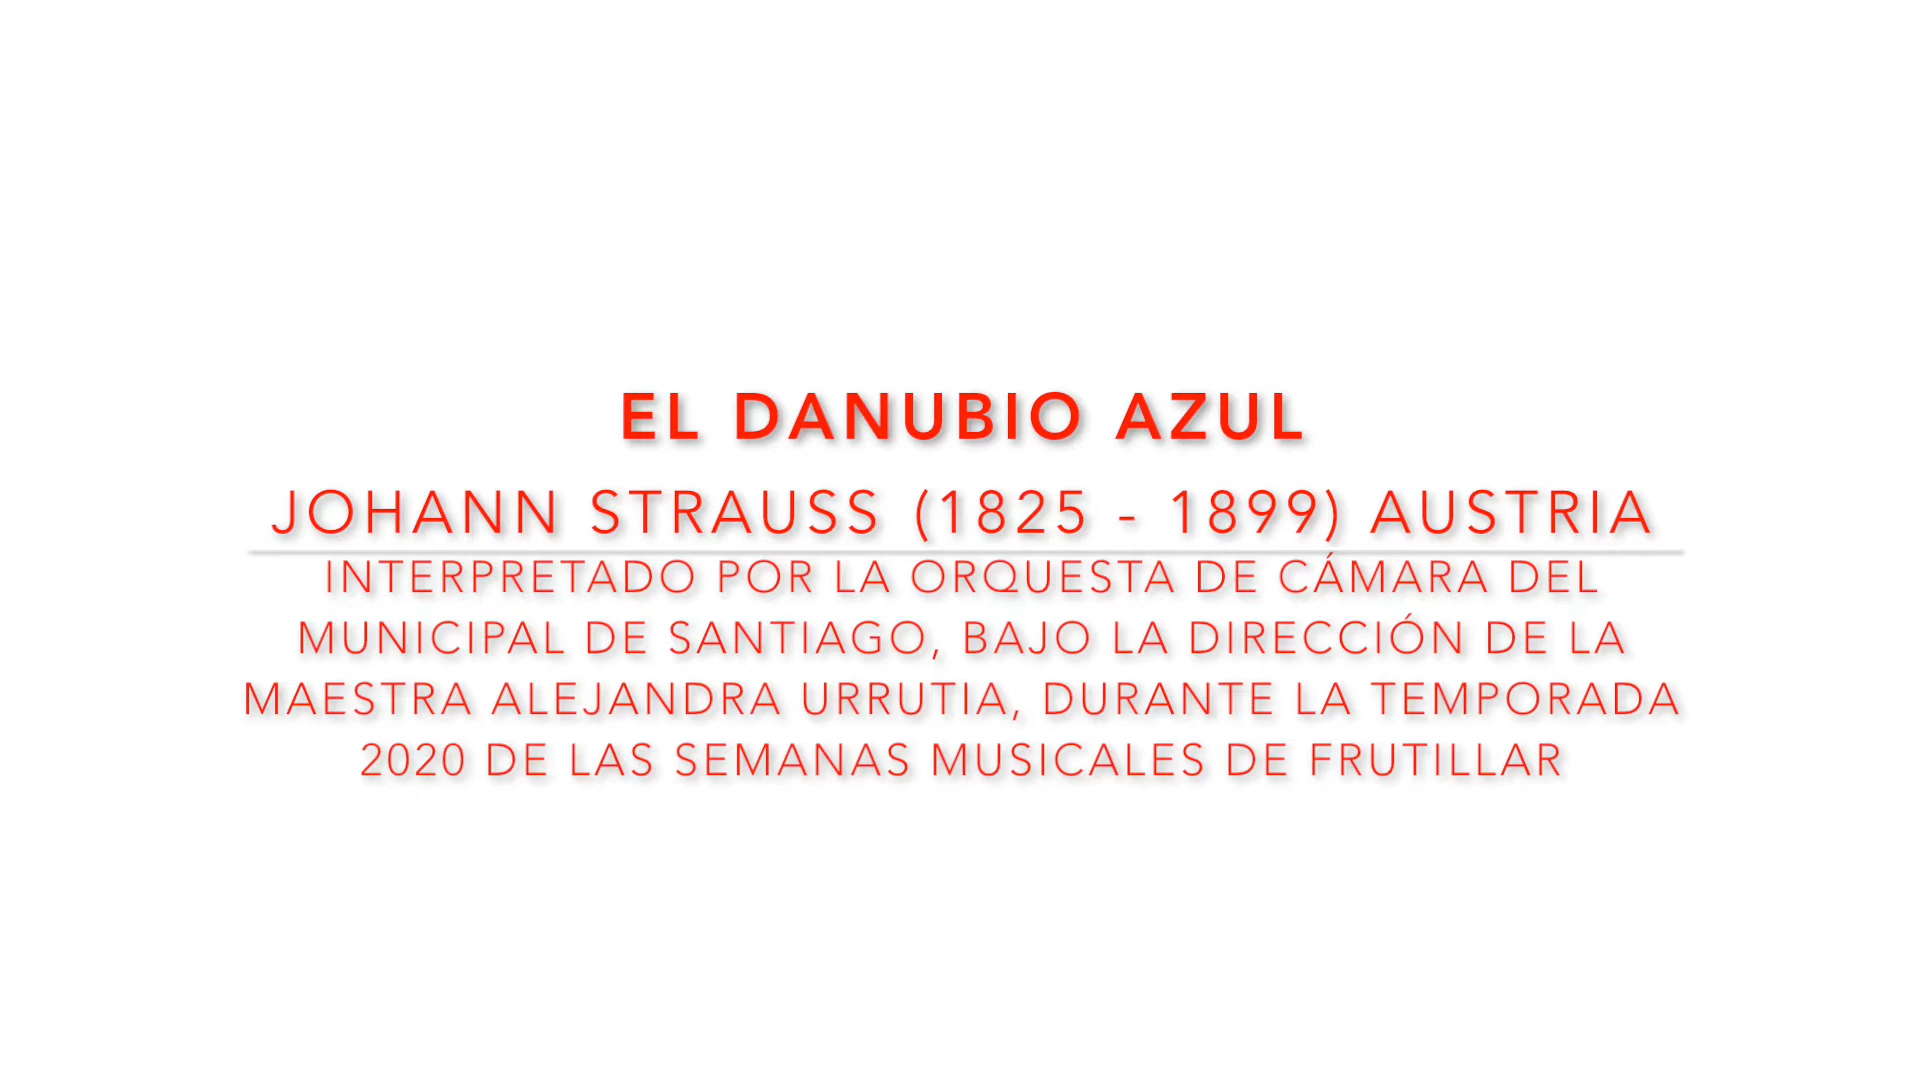 EL DANUBIO AZUL
JOHANN STRAUSS (1825 - 1899) AUSTRIA
INTERPRETADO POR LA ORQUESTA DE CÁMARA DEL
MUNICIPAL DE SANTIAGO, BAJO LA DIRECCIÓN DE LA
MAESTRA ALEJANDRA URRUTIA, DURANTE LA TEMPORADA
2020 DE LAS SEMANAS MUSICALES DE FRUTILLAR